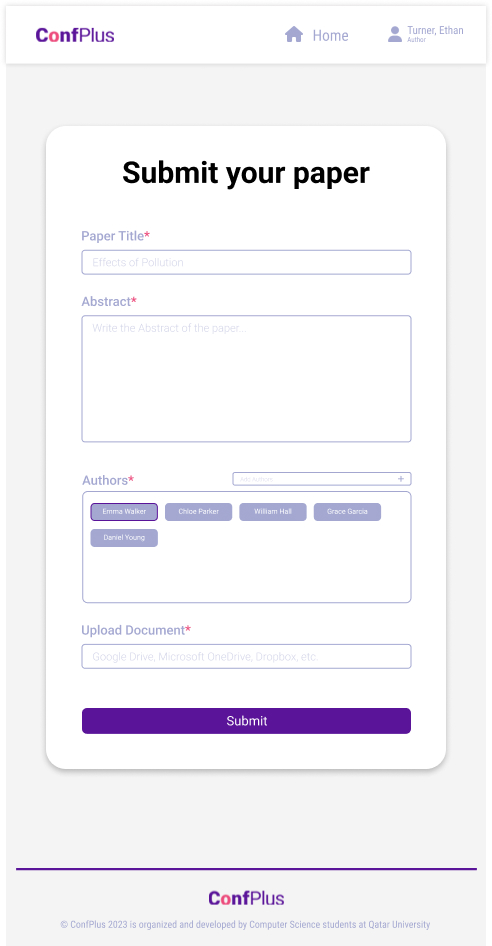 ConfPlus
Home
Turner, Ethan
Author
Submit your paper
Paper Title*
Effects of Pollution
Abstract*
Write the Abstract of the paper...
Authors*
Add Authors
+
Emma Walker
Chloe Parker
William Hall
Grace Garcia
Daniel Young
Upload Document*
Google Drive, Microsoft OneDrive, Dropbox, etc.
Submit
ConfPlus
© ConfPlus 2023 is organized and developed by Computer Science students at Qatar University